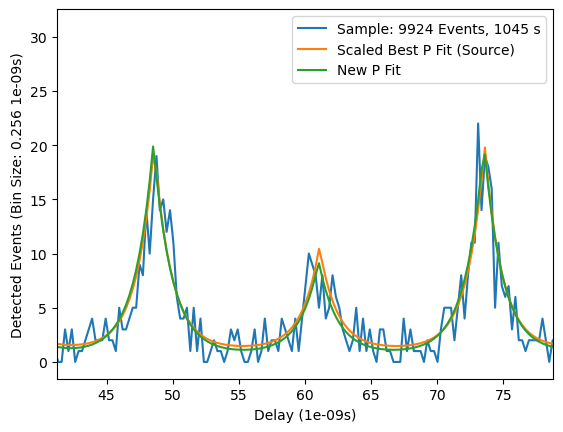 Sample: 9924 Events, 1045 s
Scaled Best P Fit (Source)
New P Fit
30
25
20
15
10
5
0
Detected Events (Bin Size: 0.256 1e-09s)
45 50 55 60 65 70 75
Delay (1e-09s)